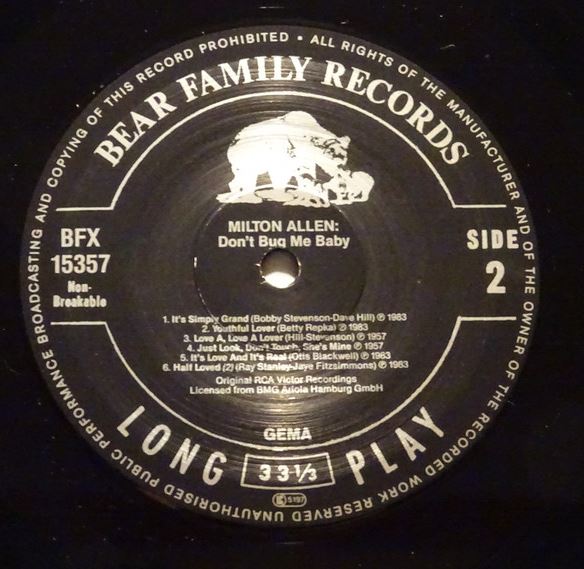 UNAUTHORISED PUBLIC PERFORMANCE BROADCASTING AND COPYING OF THIS RECORD PROHIBITED • ALL RIGHTS OF THE MANUFACTURER AND OF THE OWNER OF THE RECORDED WORK RESERVED
BEAR FAMILY RECORDS
MILTON ALLEN:
Don't Bug Me Baby
BFX
15357
Non-
Breakable
SIDE
2
1. It's Simply Grand (Bobby Stevenson-Dave Hill) ℗ 1983
2. Youthful Lover (Betty Repka) ℗ 1983
3. Love A, Love A Lover (Hill-Stevenson) ℗ 1957
4. Just Look, Don't Touch, She's Mine ℗ 1957
5. It's Love And It's Real (Otis Blackwell) ℗ 1983
6. Half Loved (2) (Ray Stanley-Jaye Fitzsimmons) ℗ 1983
Original RCA Victor Recordings
Licensed from BMG Ariola Hamburg GmbH
GEMA
LONG 33⅓ PLAY
LC 5197